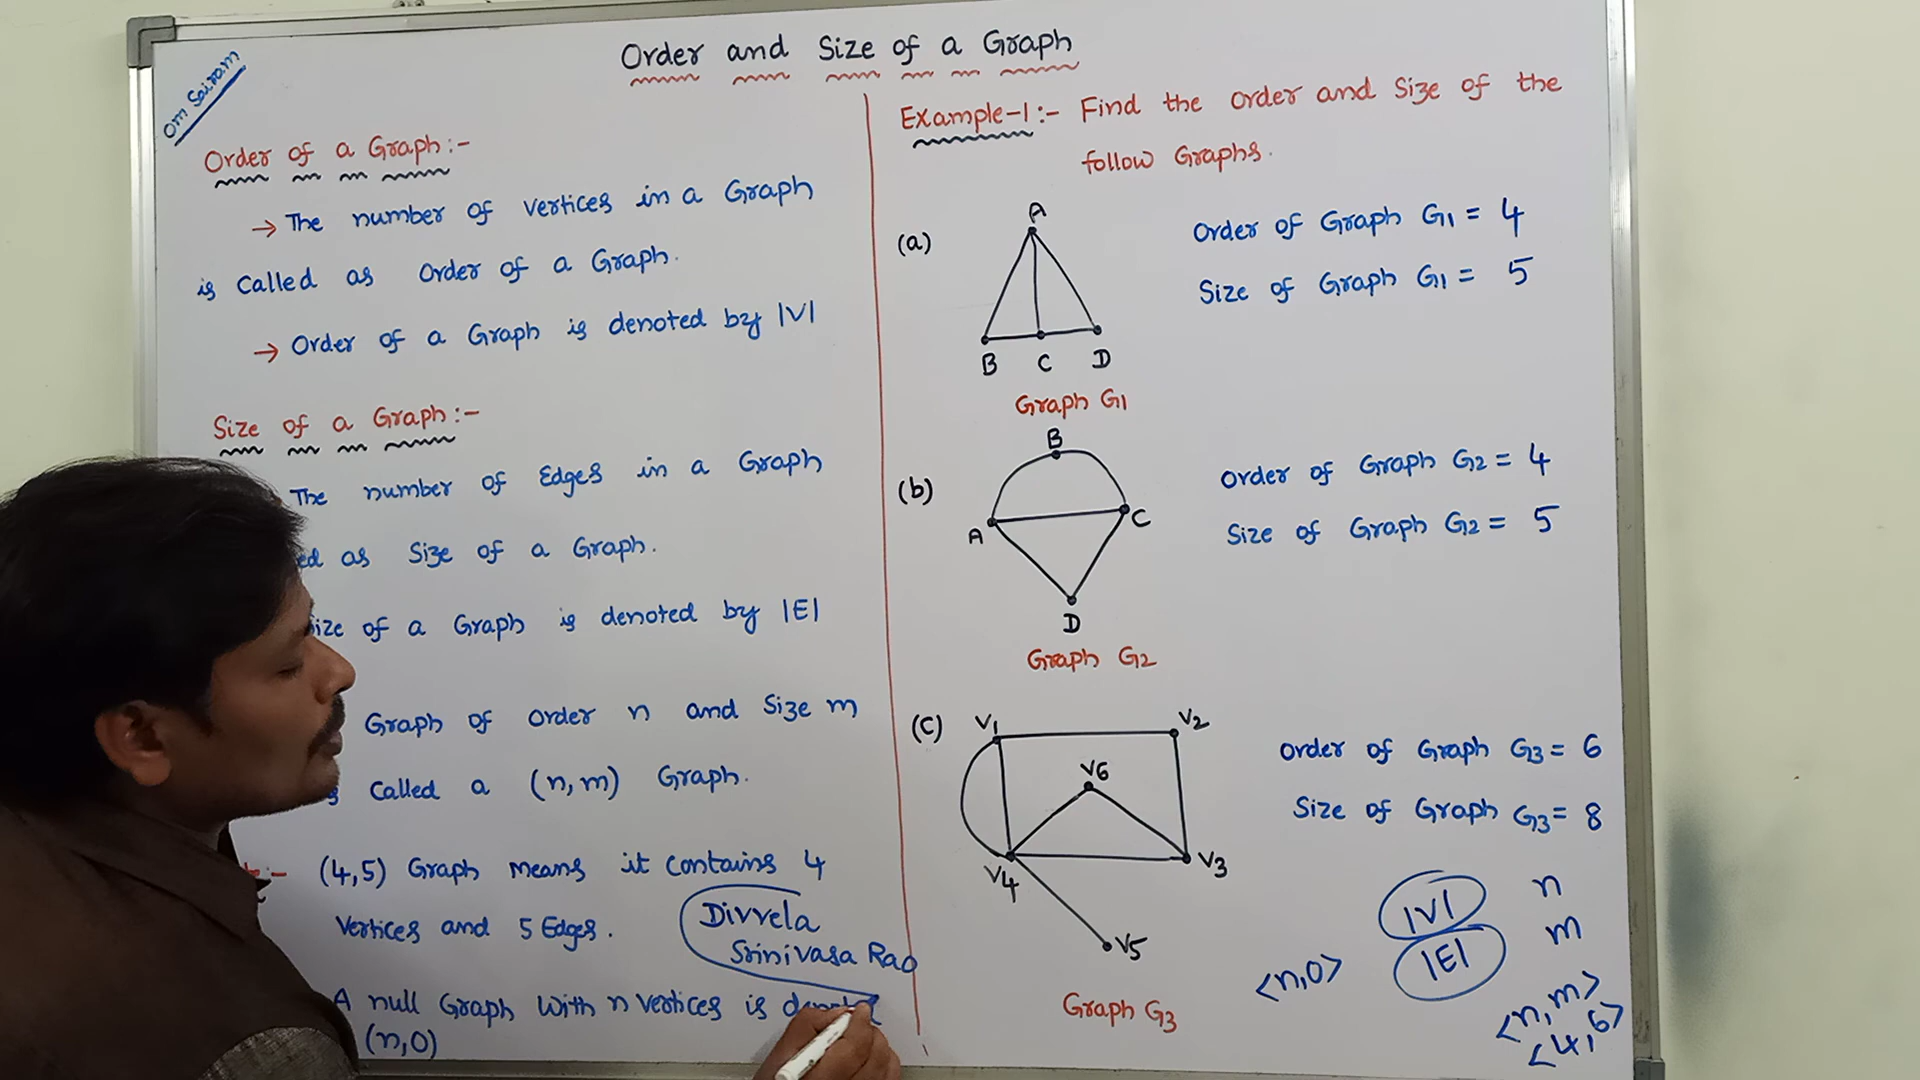 Om Sairam
Order and Size of a Graph
Order of a Graph:-
→ The number of vertices in a Graph
is Called as Order of a Graph.
→ Order of a Graph is denoted by |V|
Size of a Graph:-
The number of Edges in a Graph
ed as Size of a Graph.
ize of a Graph is denoted by |E|
Graph of order n and Size m
Called a (n,m) Graph.
(4,5) Graph Means it Contains 4
Vertices and 5 Edges.
Divvela
Srinivasa Rao
A null Graph with n vertices is
(n,0)
Example-1:- Find the order and Size of the
follow Graphs.
(a)
A
B C D
Graph G1
Order of Graph G1 = 4
Size of Graph G1 = 5
(b)
B
A
C
D
Graph G2
Order of Graph G2 = 4
Size of Graph G2 = 5
(c)
V1
V2
V6
V4
V3
V5
Graph G3
Order of Graph G3 = 6
Size of Graph G3 = 8
|V| n
|E| m
<n,0>
<n,m>
<4,6>